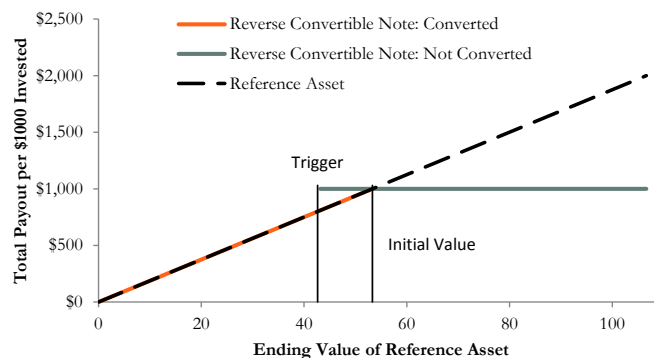 $2,500
$2,000
$1,500
$1,000
$500
$0
Total Payout per $1000 Invested
Reverse Convertible Note: Converted
Reverse Convertible Note: Not Converted
Reference Asset
Trigger
Initial Value
0 20 40 60 80 100
Ending Value of Reference Asset